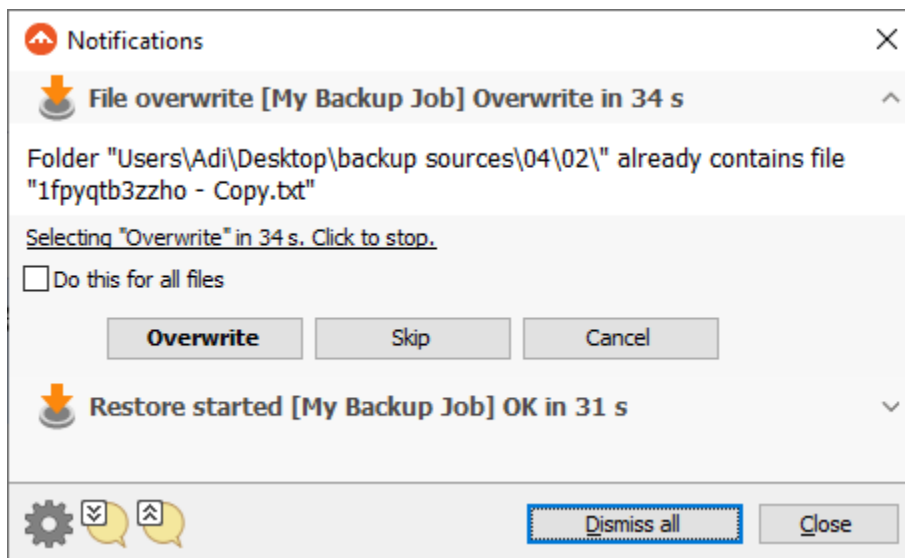 Notifications
File overwrite [My Backup Job] Overwrite in 34 s
Folder "Users\Adi\Desktop\backup sources\04\02\" already contains file
"1fpyqtb3zzho - Copy.txt"
Selecting "Overwrite" in 34 s. Click to stop.
Do this for all files
Overwrite Skip Cancel
Restore started [My Backup Job] OK in 31 s
Dismiss all Close